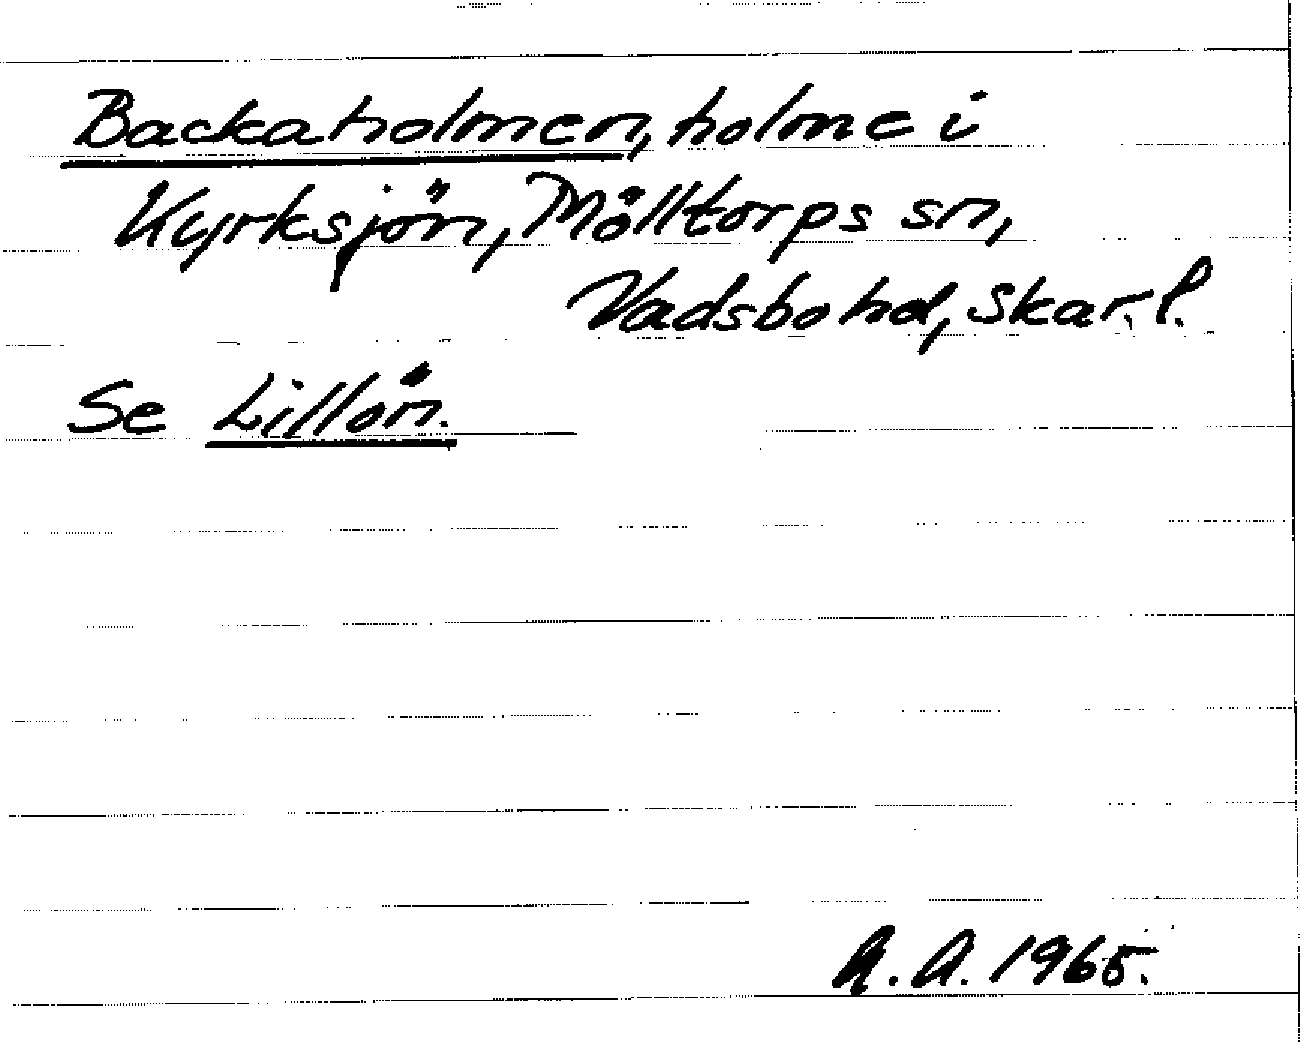 Backaholmen, holme i
Kyrksjön, Mölltorps sn,
Vadsbo hd, Skar. l.
Se Lillön.
A. A. 1965.